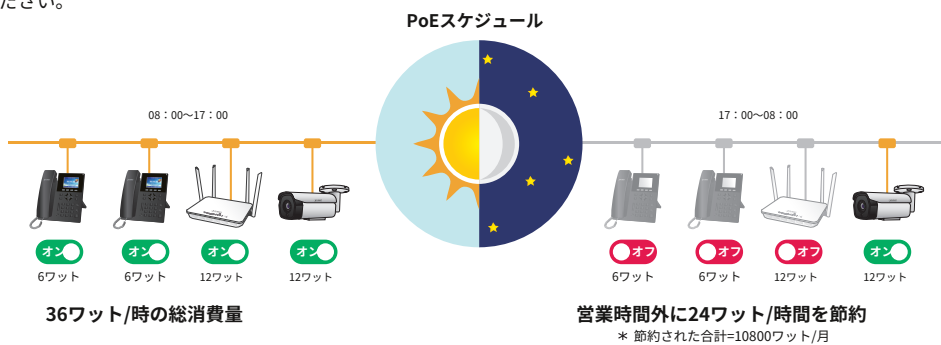 ださい。
PoEスケジュール
08：00～17：00
17：00～08：00
オン オン オン オン
オフ オフ オフ オン
6ワット 6ワット 12ワット 12ワット
6ワット 6ワット 12ワット 12ワット
36ワット/時の総消費量
営業時間外に24ワット/時間を節約
＊ 節約された合計=10800ワット/月